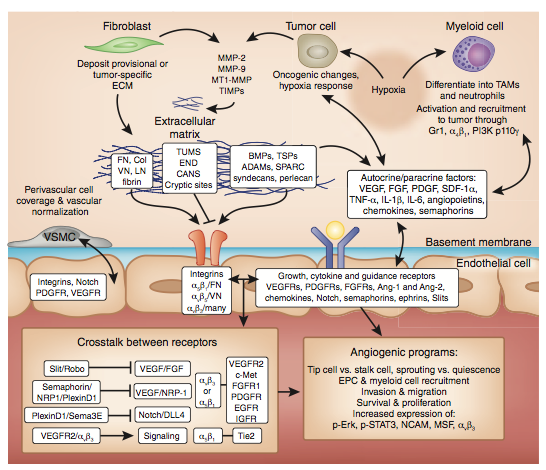 Fibroblast
Tumor cell
Myeloid cell
Deposit provisional or
tumor-specific
ECM
MMP-2
MMP-9
MT1-MMP
TIMPs
Oncogenic changes,
hypoxia response
Hypoxia
Differentiate into TAMs
and neutrophils
Activation and recruitment
to tumor through
Gr1, α₄β₁, PI3K p110γ
Extracellular
matrix
FN, Col
VN, LN
fibrin
TUMS
END
CANS
Cryptic sites
BMPs, TSPs
ADAMs, SPARC
syndecans, perlecan
Autocrine/paracrine factors:
VEGF, FGF, PDGF, SDF-1α,
TNF-α, IL-1β, IL-6, angiopoietins,
chemokines, semaphorins
Perivascular cell
coverage & vascular
normalization
VSMC
Basement membrane
Endothelial cell
Integrins, Notch
PDGFR, VEGFR
Integrins
α₅β₁/FN
α₅β₃/VN
α₅β₃/many
Growth, cytokine and guidance receptors
VEGFRs, PDGFRs, FGFRs, Ang-1 and Ang-2,
chemokines, Notch, semaphorins, ephrins, Slits
Crosstalk between
receptors
Slit/Robo
VEGF/FGF
Semaphorin/
NRP1/PlexinD1
VEGF/NRP-1
PlexinD1/Sema3E
Notch/DLL4
VEGFR2/αᵥβ₃
Signaling
αᵥβ₃
or
α₅β₁
VEGFR2
c-Met
FGFR1
PDGFR
EGFR
IGFR
α₅β₁
Tie2
Angiogenic programs:
Tip cell vs. stalk cell, sprouting vs. quiescence
EPC & myeloid cell recruitment
Invasion & migration
Survival & proliferation
Increased expression of:
p-Erk, p-STAT3, NCAM, MSF, αᵥβ₃